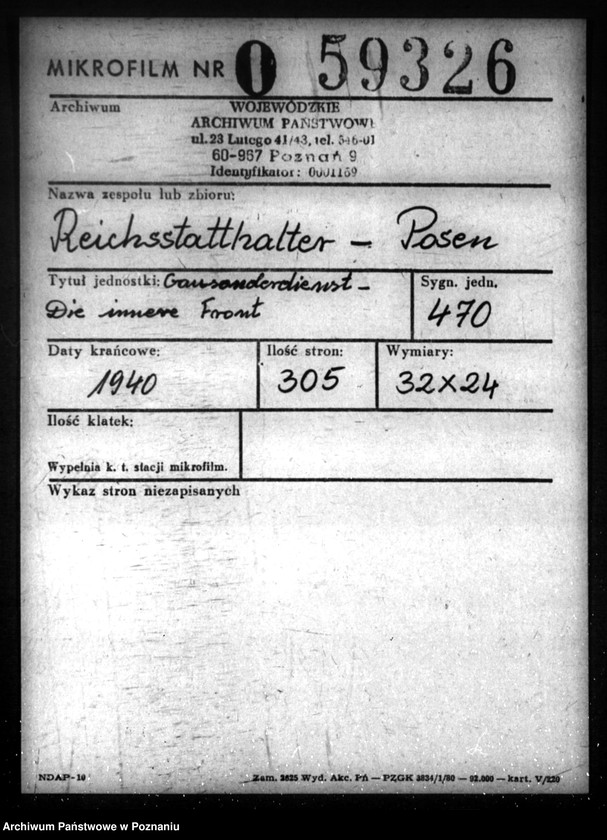 MIKROFILM NR 0 59326
Archiwum
WOJEWÓDZKIE
ARCHIWUM PAŃSTWOWE
ul. 23 Lutego 41/43, tel. 546-01
60-967 Poznań 9
Identyfikator: 0001169
Nazwa zespołu lub zbioru:
Reichsstatthalter - Posen
Tytuł jednostki: Gausonderdienst -
Die innere Front
Sygn. jedn.
470
Daty krańcowe:
1940
Ilość stron:
305
Wymiary:
32x24
Ilość klatek:
Wypełnia k. t. stacji mikrofilm.
Wykaz stron niezapisanych
NDAP-10
Zam. 3625 Wyd. Akc. Pń — PZGK 3834/1/80 — 92.000 — kart. V/220
Archiwum Państwowe w Poznaniu